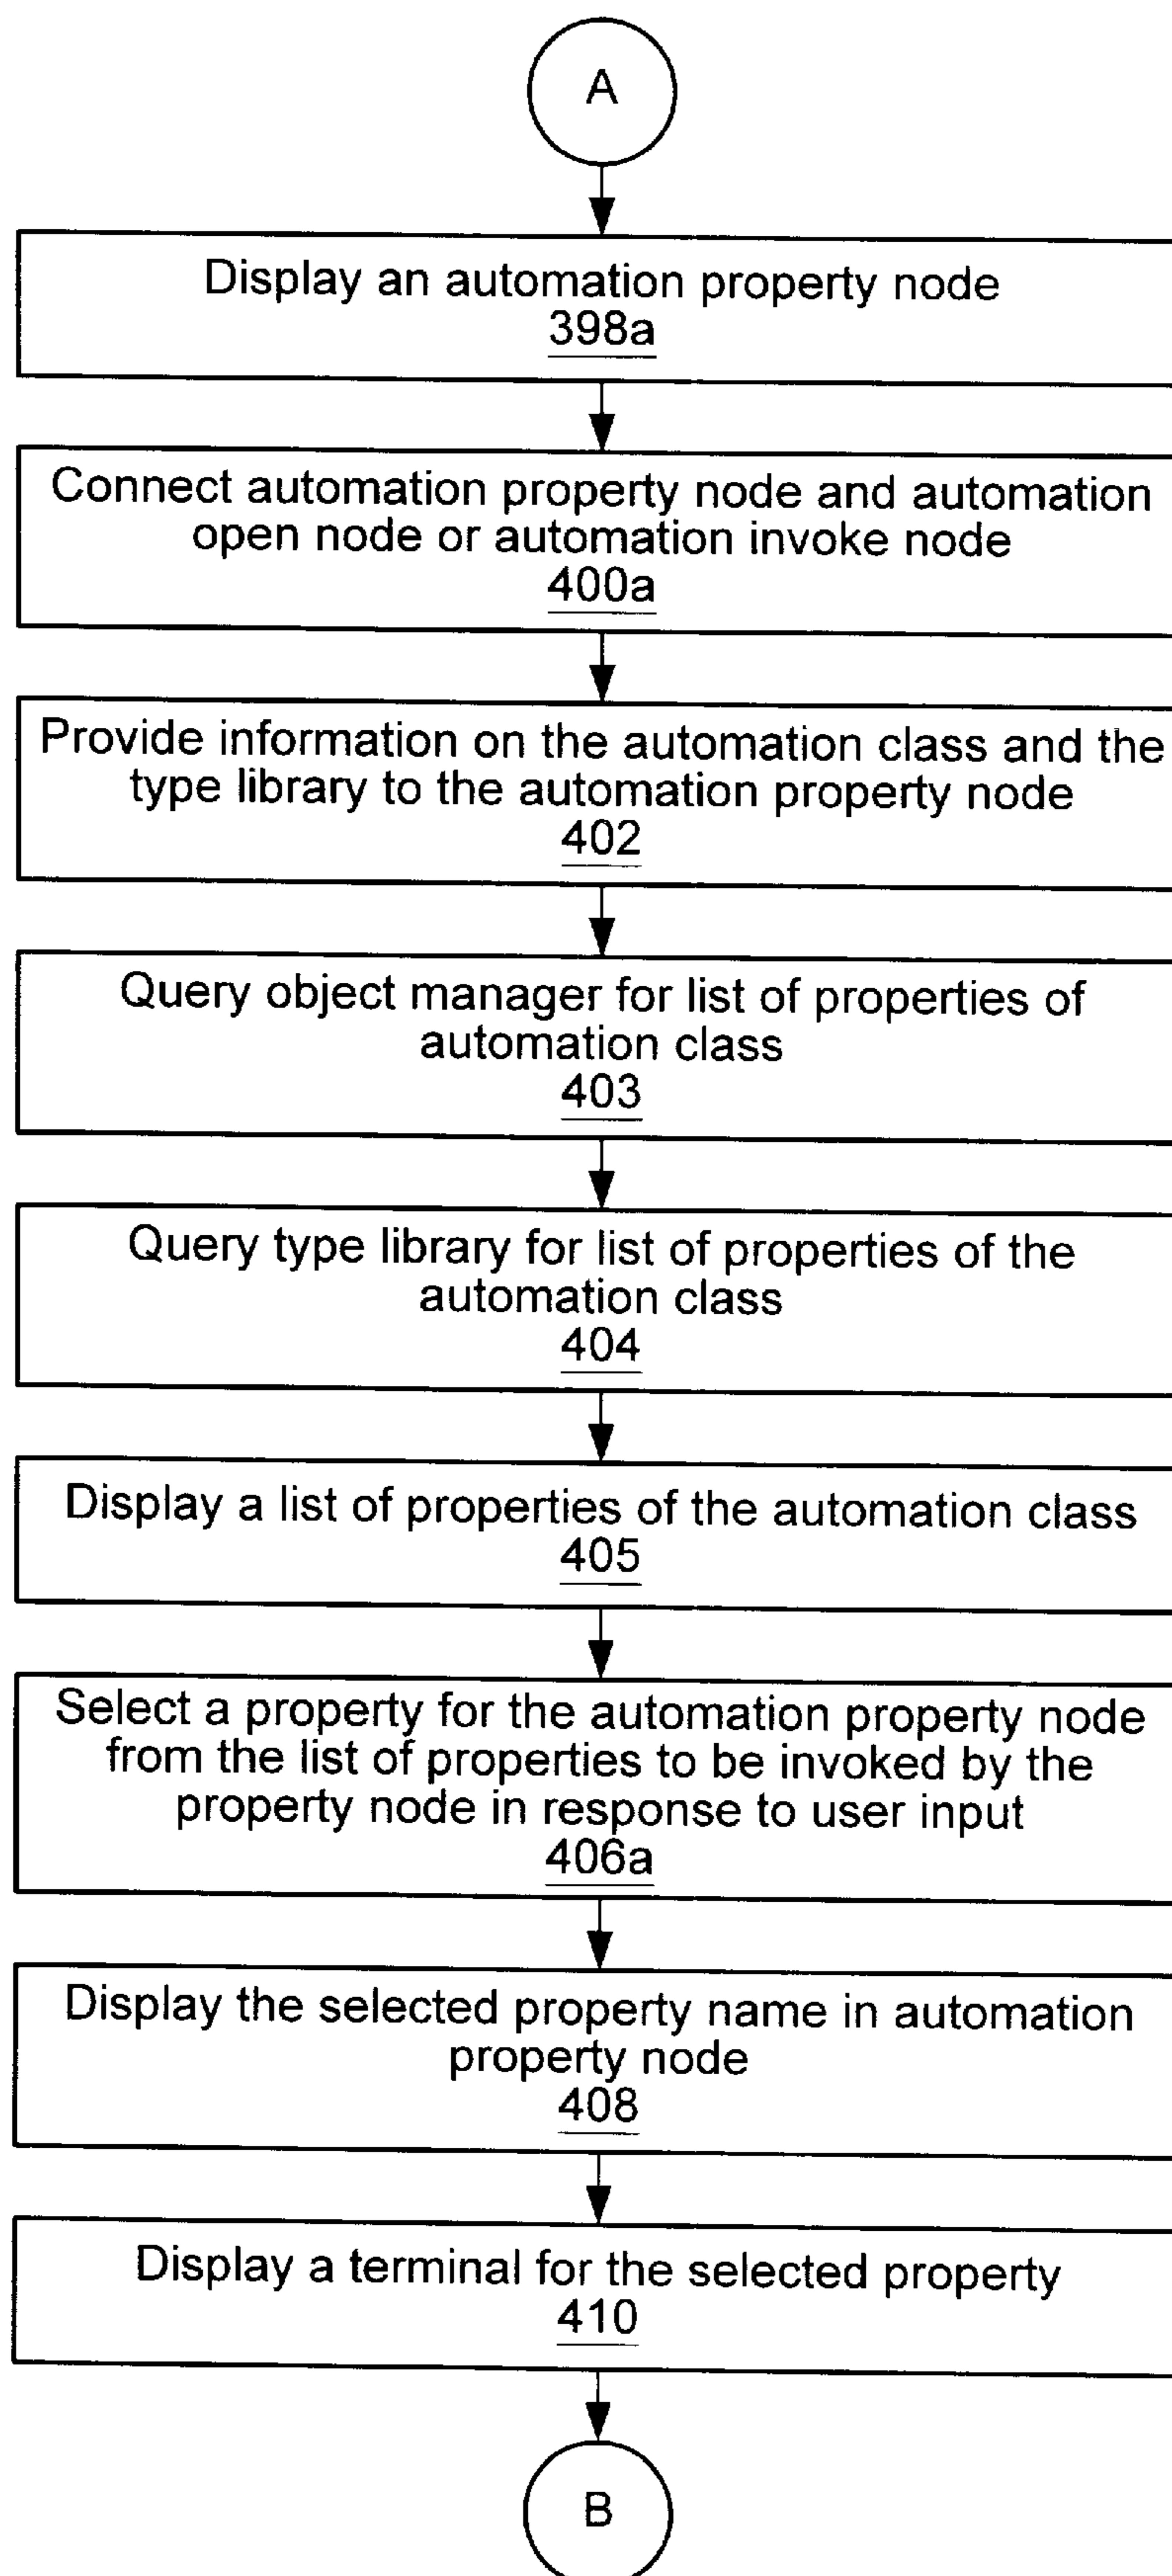 A
Display an automation property node
398a
Connect automation property node and automation
open node or automation invoke node
400a
Provide information on the automation class and the
type library to the automation property node
402
Query object manager for list of properties of
automation class
403
Query type library for list of properties of the
automation class
404
Display a list of properties of the automation class
405
Select a property for the automation property node
from the list of properties to be invoked by the
property node in response to user input
406a
Display the selected property name in automation
property node
408
Display a terminal for the selected property
410
B